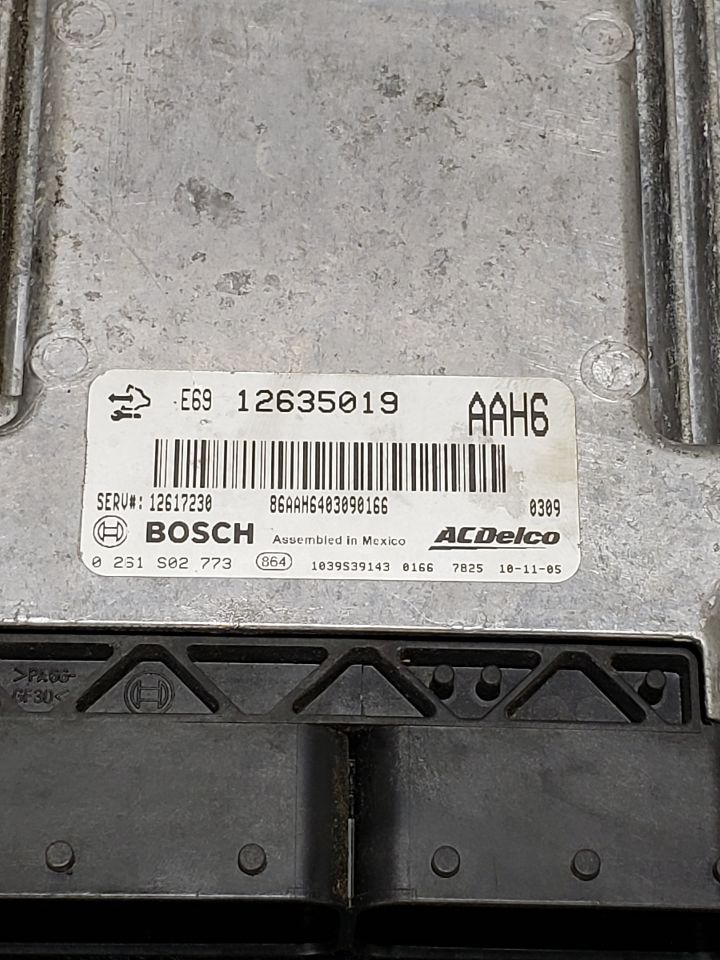 E69 12635019 AAH6
SERV#: 12617230 86AAH6403090166 0309
BOSCH Assembled in Mexico ACDelco
0 261 S02 773 864 1039S39143 0166 7825 10-11-05
>PA66-
GF30<